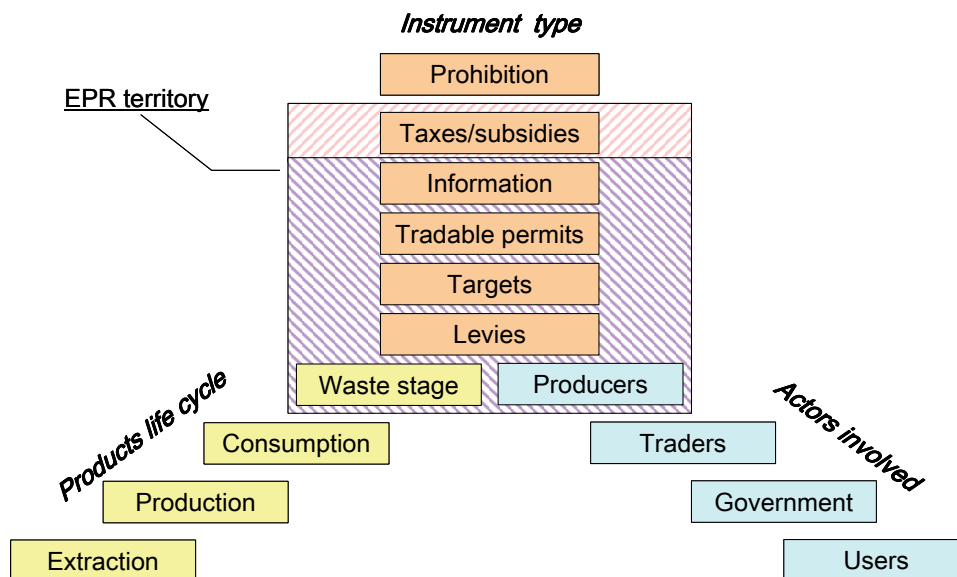 Instrument type
Prohibition
EPR territory
Taxes/subsidies
Information
Tradable permits
Targets
Levies
Waste stage
Producers
Products life cycle
Actors involved
Consumption
Traders
Production
Government
Extraction
Users